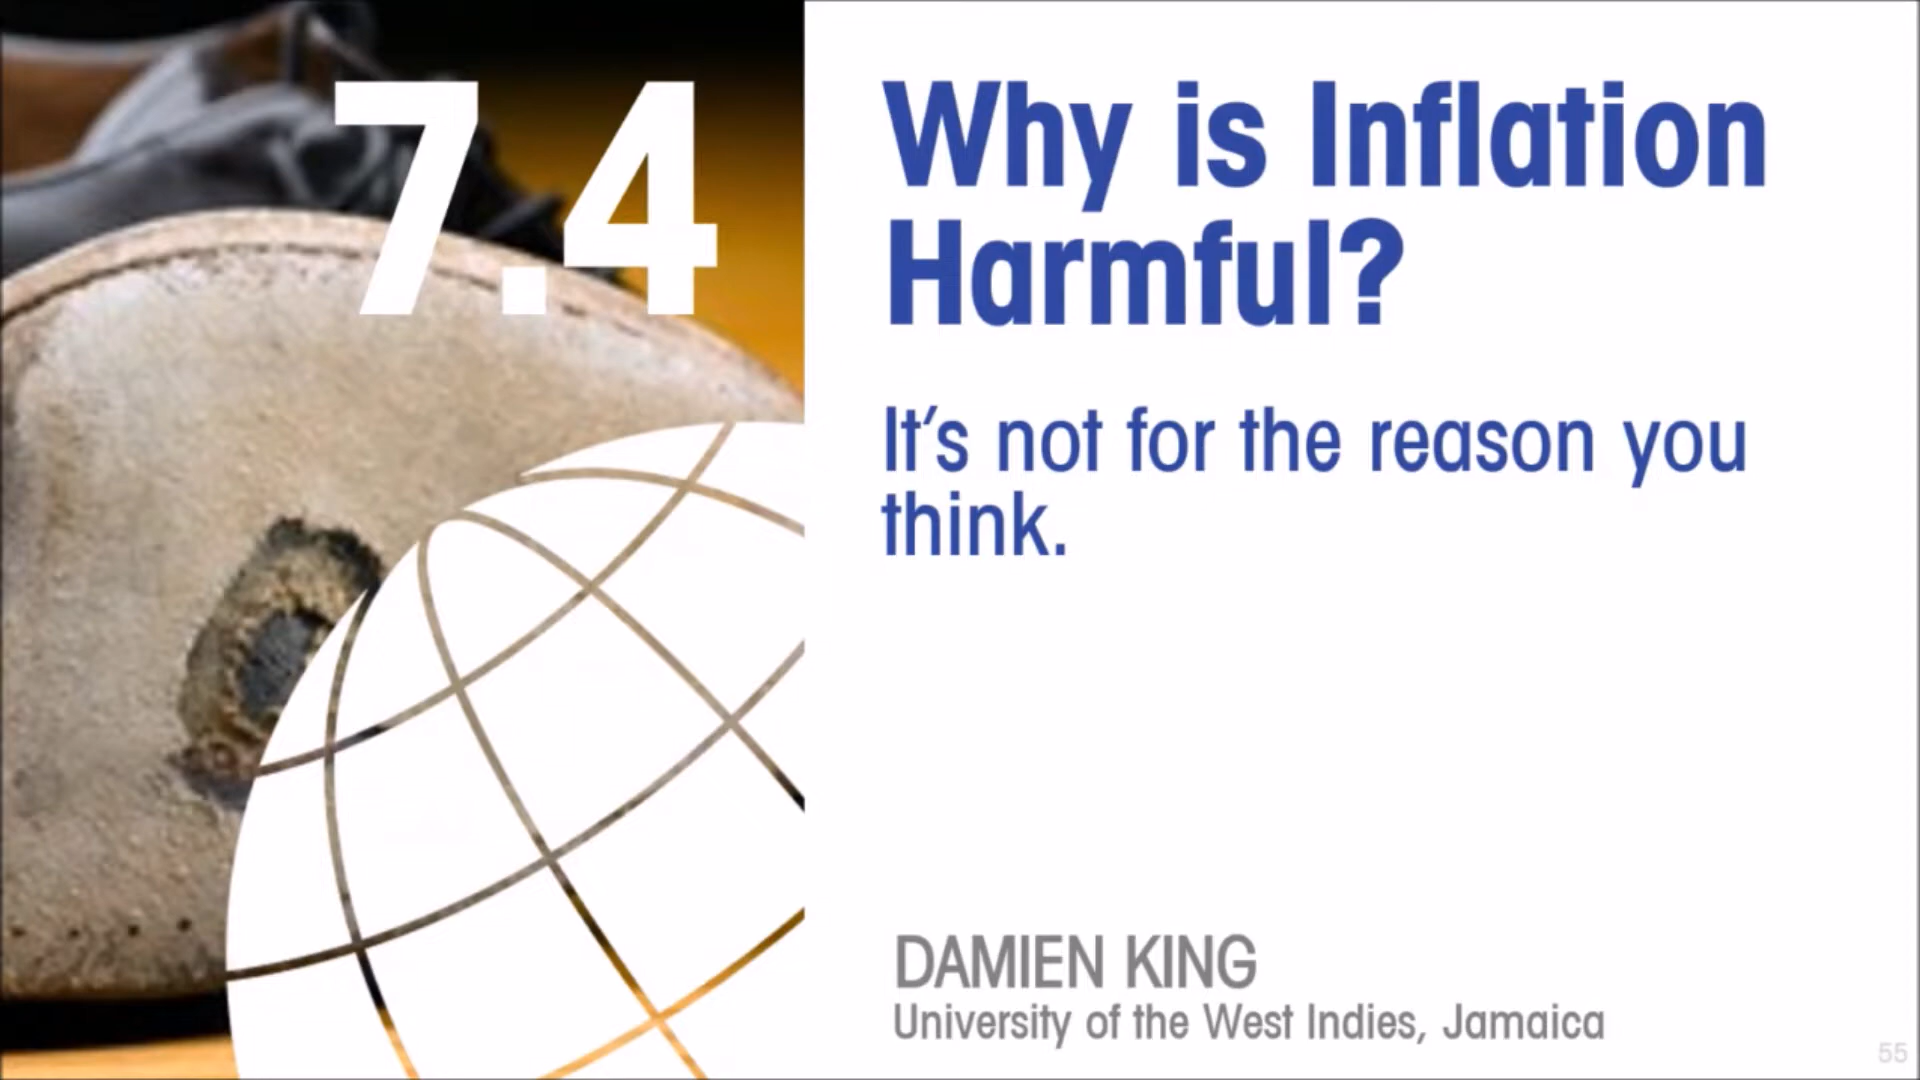 7.4
Why is Inflation
Harmful?
It's not for the reason you
think.
DAMIEN KING
University of the West Indies, Jamaica
55